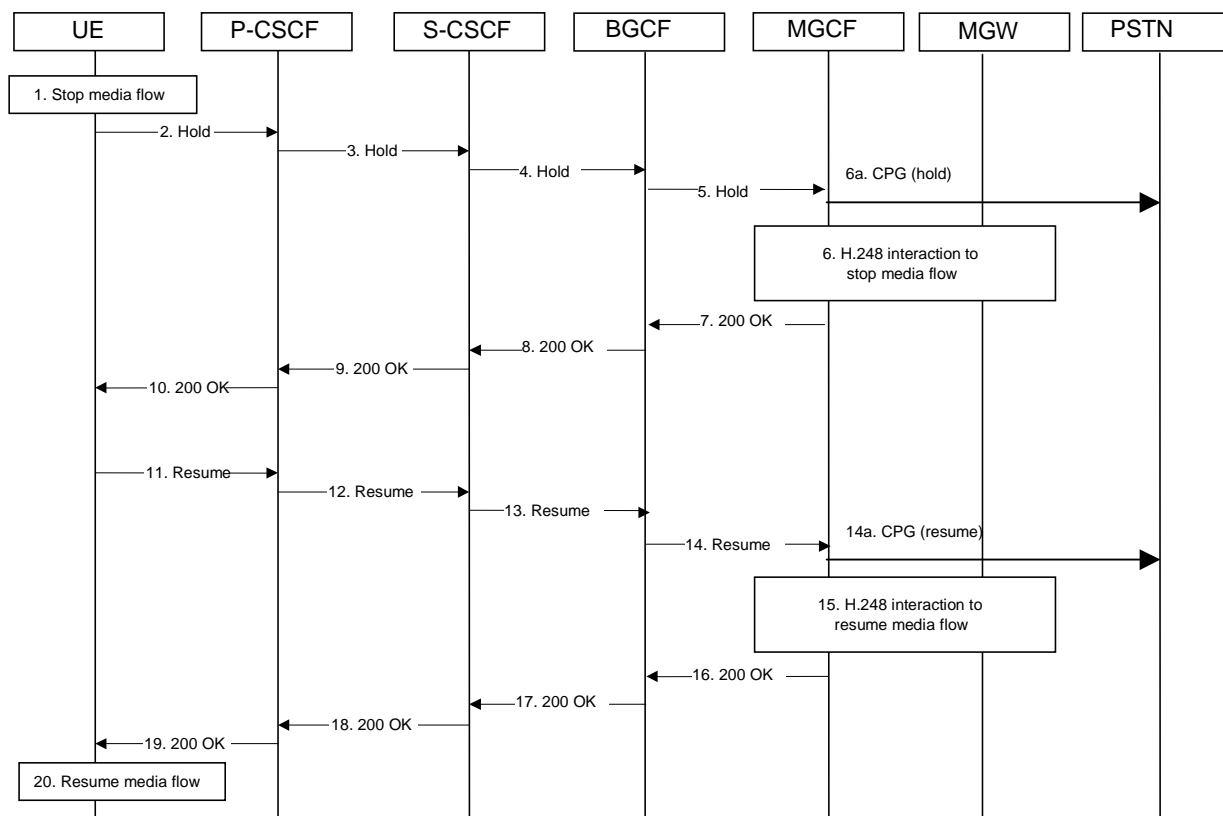 UE
P-CSCF
S-CSCF
BGCF
MGCF
MGW
PSTN
1. Stop media flow
2. Hold
3. Hold
4. Hold
5. Hold
6a. CPG (hold)
6. H.248 interaction to
stop media flow
7. 200 OK
8. 200 OK
9. 200 OK
10. 200 OK
11. Resume
12. Resume
13. Resume
14. Resume
14a. CPG (resume)
15. H.248 interaction to
resume media flow
16. 200 OK
17. 200 OK
18. 200 OK
19. 200 OK
20. Resume media flow